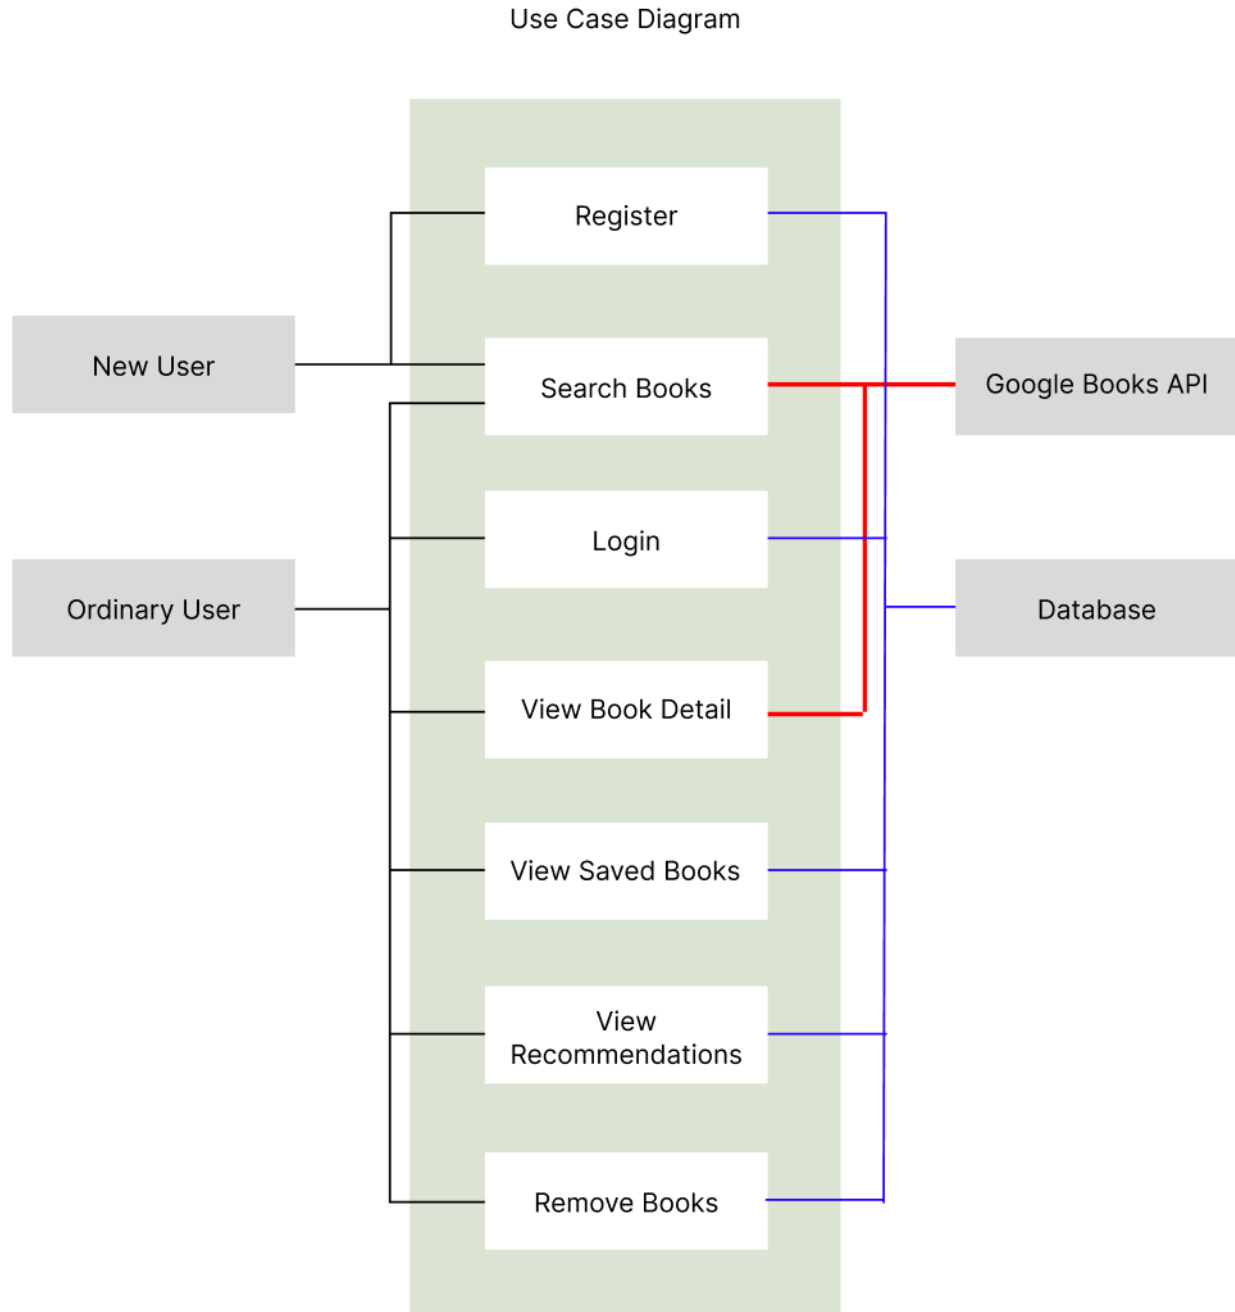 Use Case Diagram
Register
New User
Search Books
Google Books API
Login
Ordinary User
Database
View Book Detail
View Saved Books
View
Recommendations
Remove Books